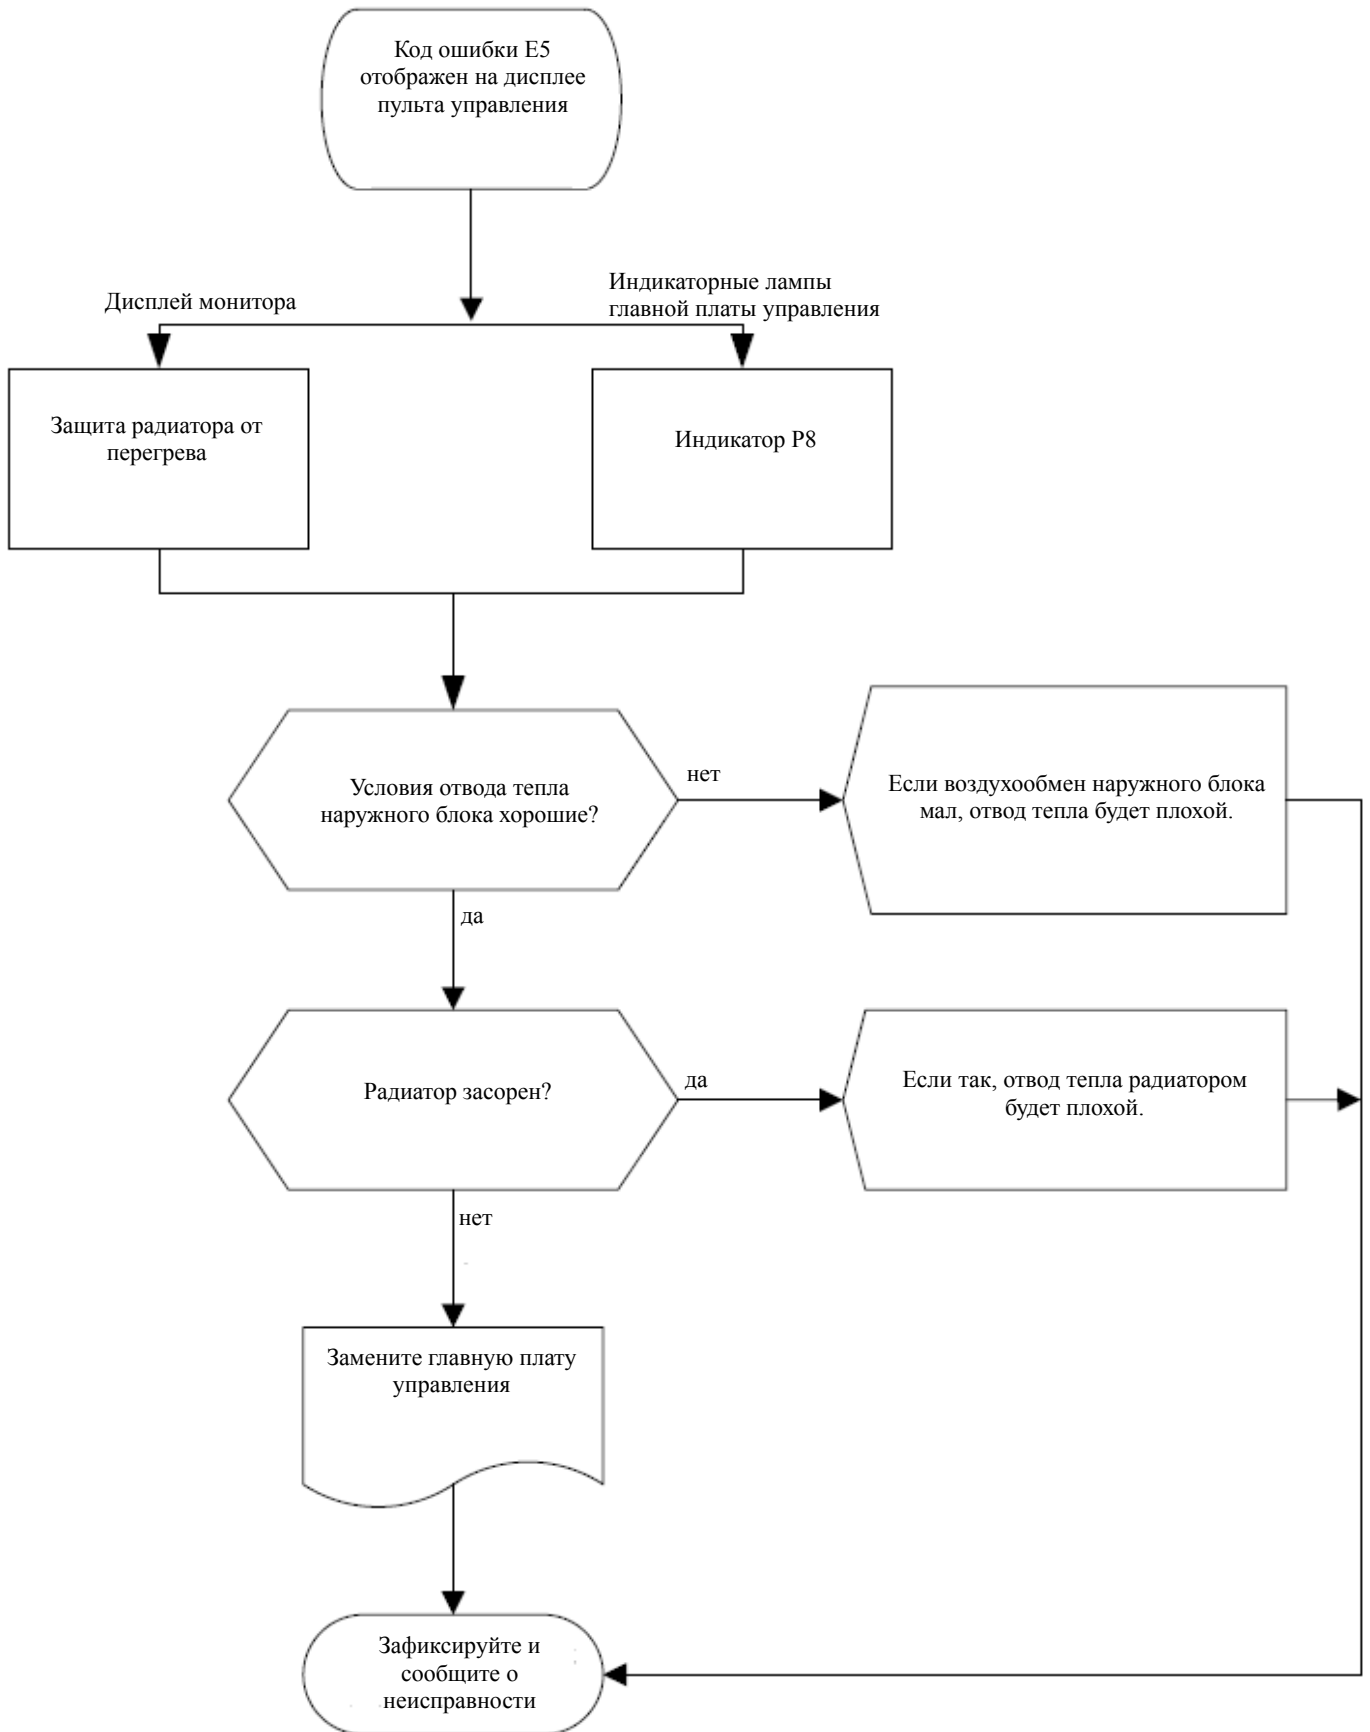 Код ошибки E5
отображен на дисплее
пульта управления
Дисплей монитора
Индикаторные лампы
главной платы управления
Защита радиатора от
перегрева
Индикатор P8
Условия отвода тепла
наружного блока хорошие?
нет
Если воздухообмен наружного блока
мал, отвод тепла будет плохой.
да
Радиатор засорен?
да
Если так, отвод тепла радиатором
будет плохой.
нет
Замените главную плату
управления
Зафиксируйте и
сообщите о
неисправности